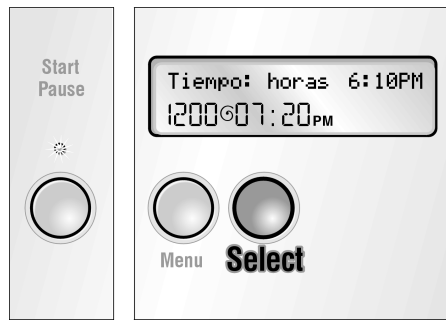 Start
Pause
Tiempo: horas 6:10PM
1200 07:20PM
Menu
Select